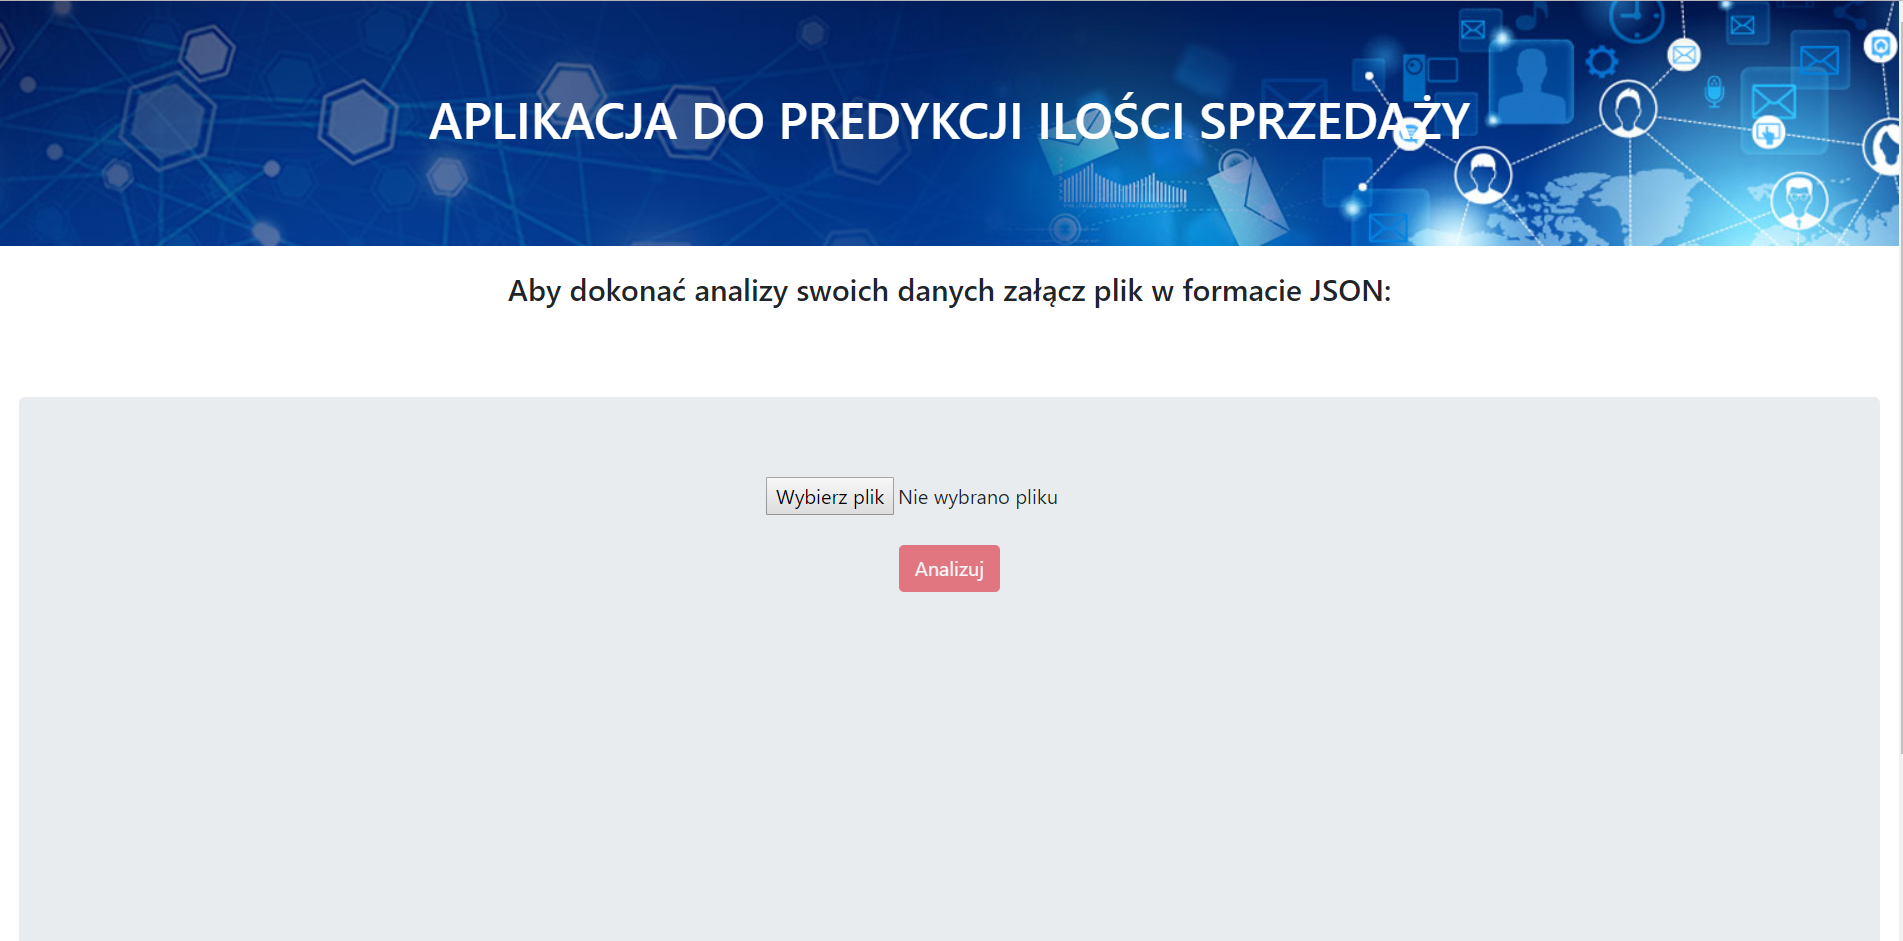 APLIKACJA DO PREDYKCJI ILOŚCI SPRZEDAŻY
Aby dokonać analizy swoich danych załącz plik w formacie JSON:
Wybierz plik Nie wybrano pliku
Analizuj